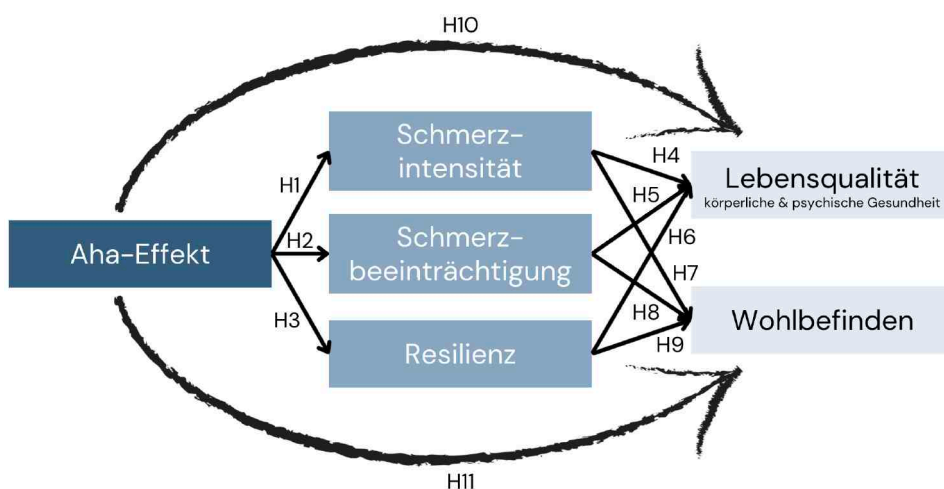 H10
Schmerz-
intensität
H4
Lebensqualität
körperliche & psychische Gesundheit
H1
H5
H2
Aha-Effekt
Schmerz-
beeinträchtigung
H6
H7
H3
H8
Wohlbefinden
Resilienz
H9
H11